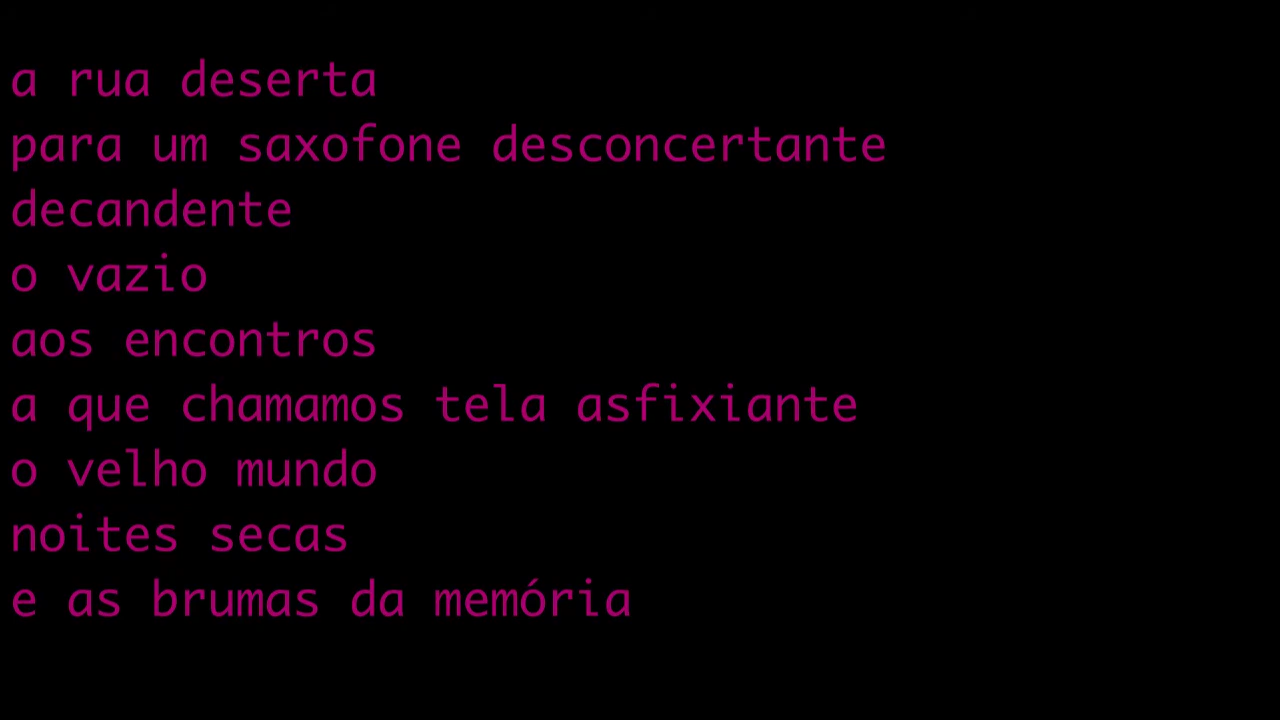 a rua deserta
para um saxofone desconcertante
decandente
o vazio
aos encontros
a que chamamos tela asfixiante
o velho mundo
noites secas
e as brumas da memória